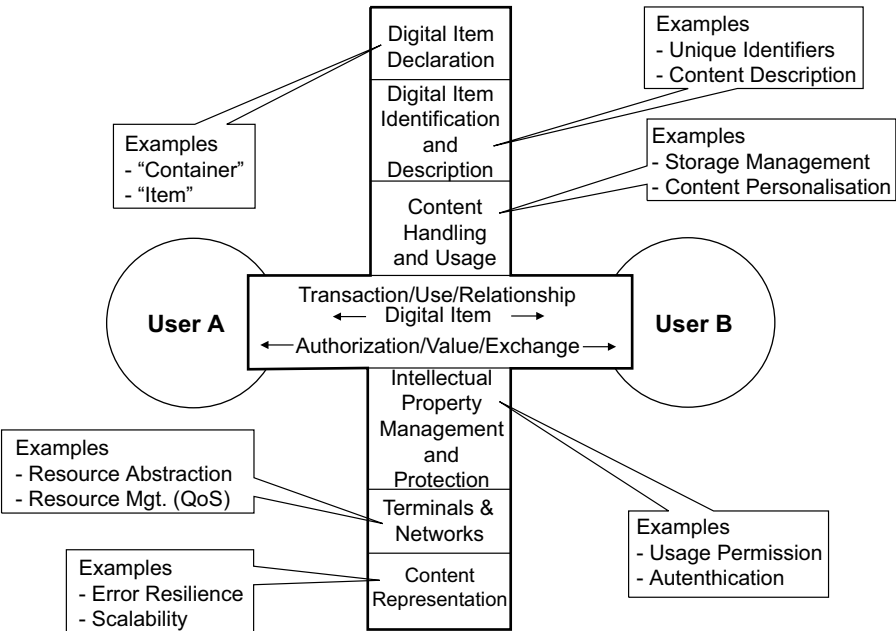 Digital Item
Declaration
Examples
- Unique Identifiers
- Content Description
Digital Item
Identification
and
Description
Examples
- “Container”
- “Item”
Examples
- Storage Management
- Content Personalisation
Content
Handling
and Usage
User A
Transaction/Use/Relationship
Digital Item
Authorization/Value/Exchange
User B
Intellectual
Property
Management
and
Protection
Examples
- Resource Abstraction
- Resource Mgt. (QoS)
Terminals &
Networks
Examples
- Usage Permission
- Autenthication
Examples
- Error Resilience
- Scalability
Content
Representation